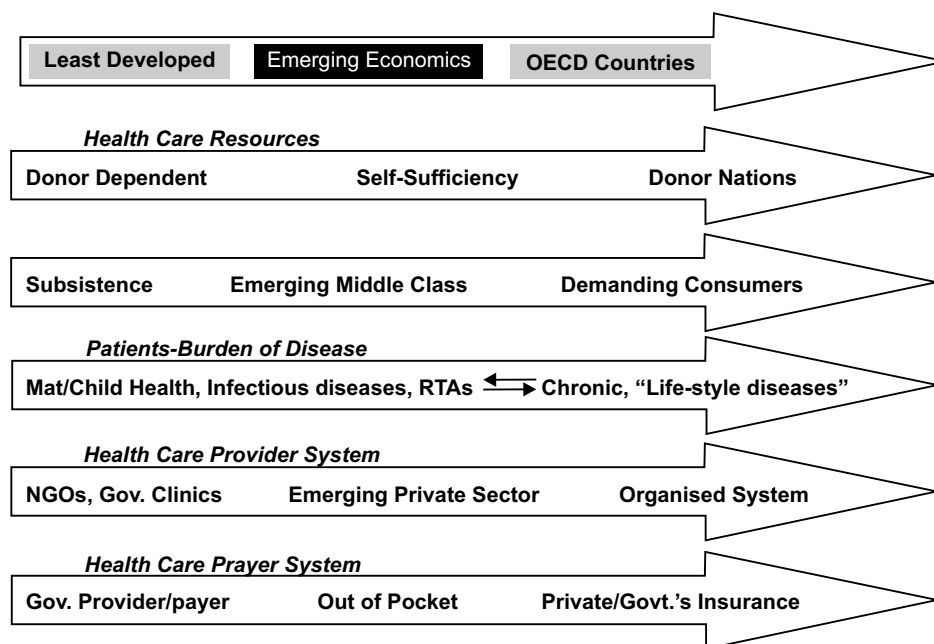 Least Developed Emerging Economics OECD Countries
Health Care Resources
Donor Dependent Self-Sufficiency Donor Nations
Subsistence Emerging Middle Class Demanding Consumers
Patients-Burden of Disease
Mat/Child Health, Infectious diseases, RTAs Chronic, “Life-style diseases”
Health Care Provider System
NGOs, Gov. Clinics Emerging Private Sector Organised System
Health Care Prayer System
Gov. Provider/payer Out of Pocket Private/Govt.’s Insurance